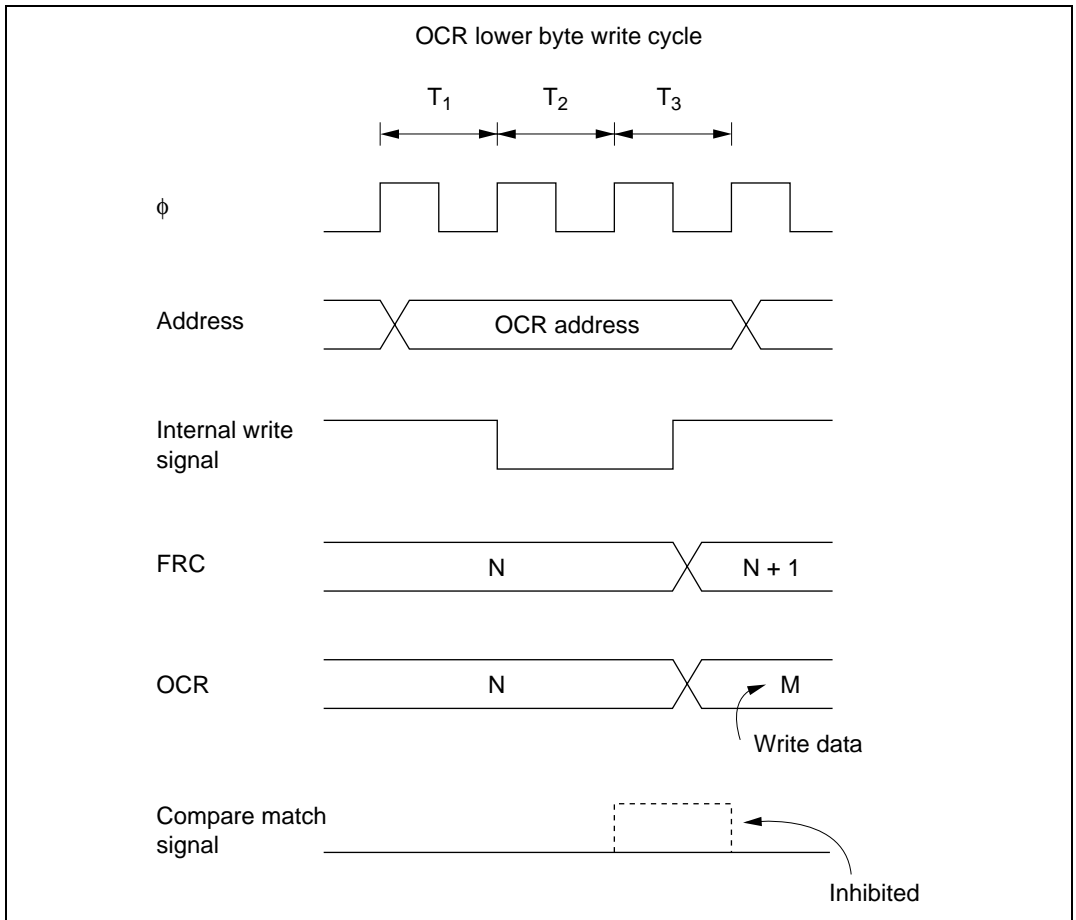 OCR lower byte write cycle
T1 T2 T3
ϕ
Address
OCR address
Internal write
signal
FRC
N
N + 1
OCR
N
M
Write data
Compare match
signal
Inhibited